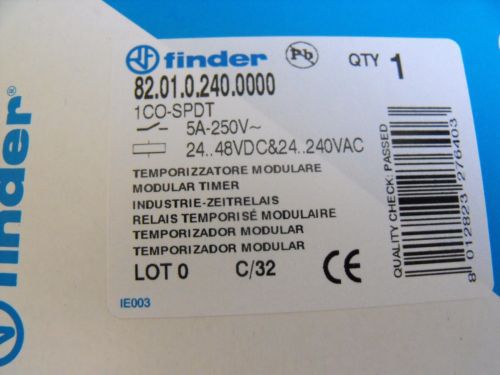 finder
Pb
QTY 1
82.01.0.240.0000
1CO-SPDT
5A-250V~
24..48VDC&24..240VAC
TEMPORIZZATORE MODULARE
MODULAR TIMER
INDUSTRIE-ZEITRELAIS
RELAIS TEMPORISÉ MODULAIRE
TEMPORIZADOR MODULAR
TEMPORIZADOR MODULAR
LOT 0 C/32 CE
IE003
QUALITY CHECK: PASSED
8 012823 276403
finder®